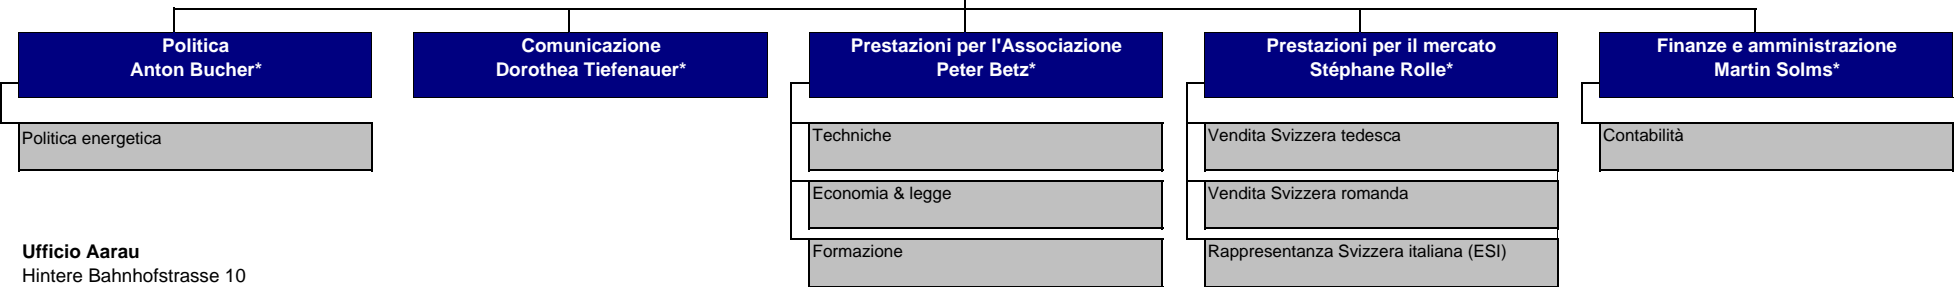 Politica
Anton Bucher*
Comunicazione
Dorothea Tiefenauer*
Prestazioni per l'Associazione
Peter Betz*
Prestazioni per il mercato
Stéphane Rolle*
Finanze e amministrazione
Martin Solms*
Politica energetica
Techniche
Economia & legge
Formazione
Vendita Svizzera tedesca
Vendita Svizzera romanda
Rappresentanza Svizzera italiana (ESI)
Contabilità
Ufficio Aarau
Hintere Bahnhofstrasse 10